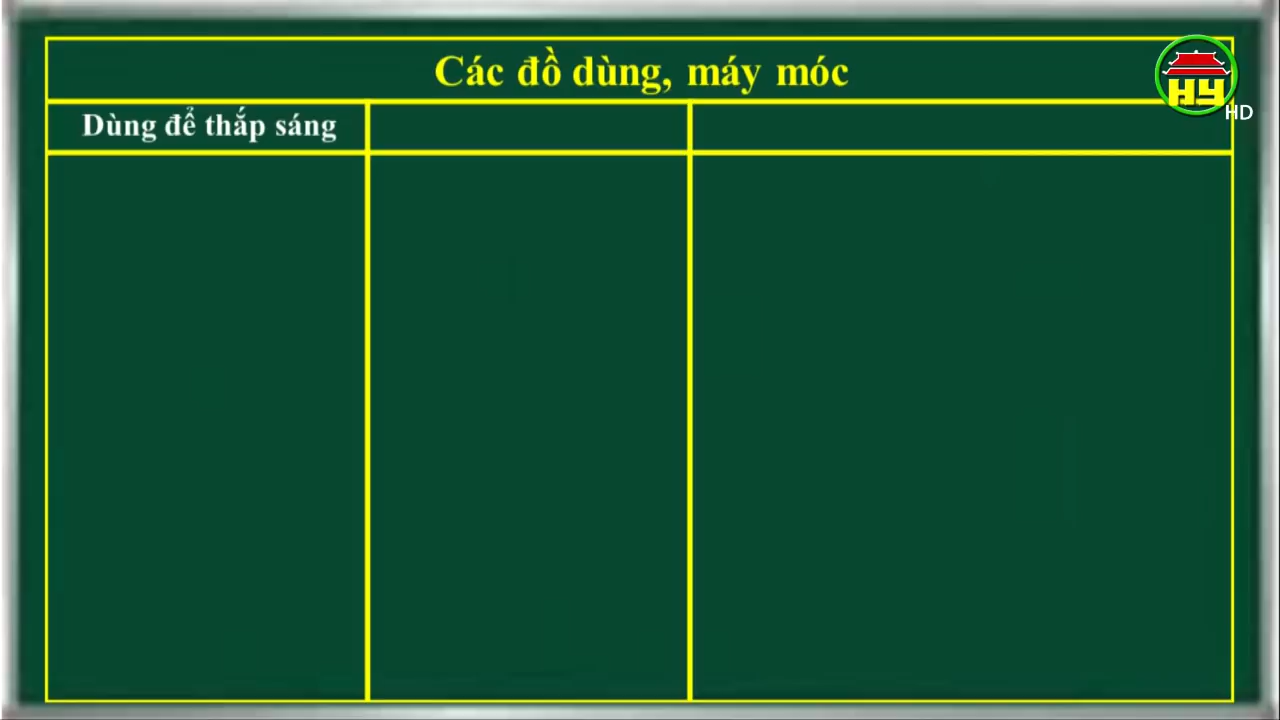 Các đồ dùng, máy móc
HY
HD
Dùng để thắp sáng